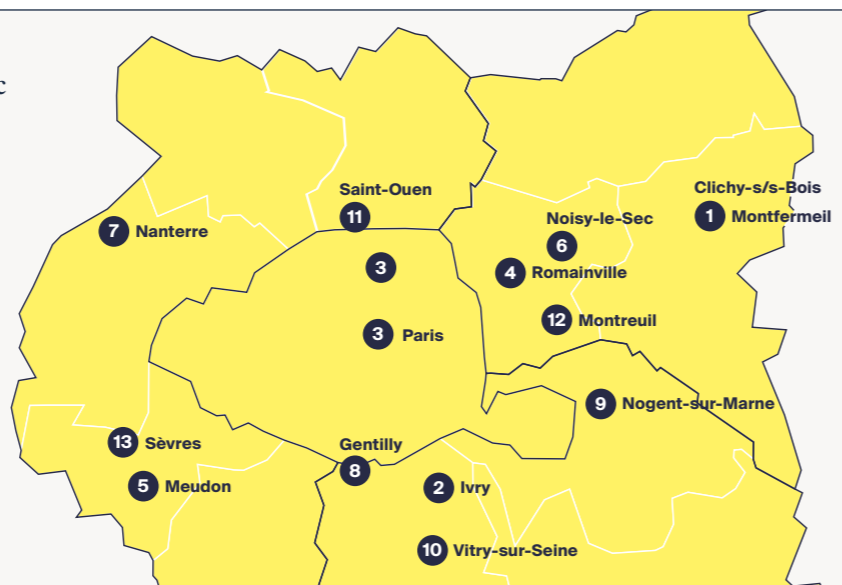 c
Saint-Ouen
11
Clichy-s/s-Bois
1 Montfermeil
Noisy-le-Sec
6
7 Nanterre
3
4 Romainville
12 Montreuil
3 Paris
9 Nogent-sur-Marne
13 Sèvres
Gentilly
8
5 Meudon
2 Ivry
10 Vitry-sur-Seine